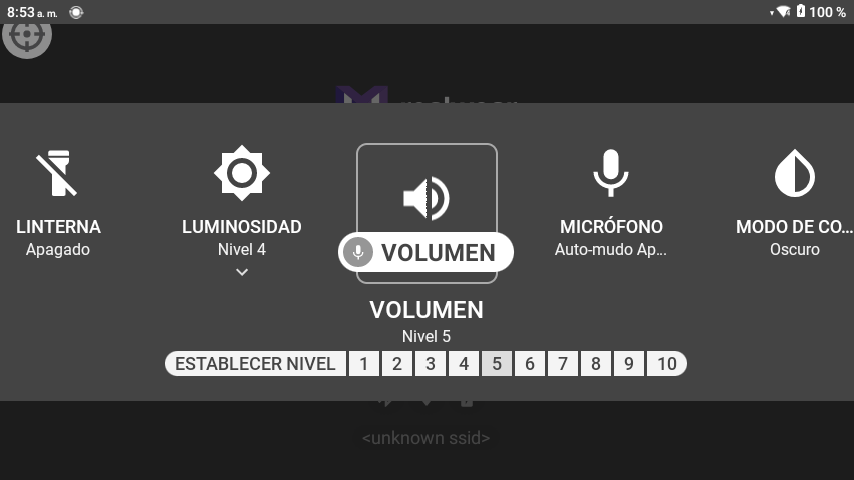 8:53 a. m.
100 %
LINTERNA
Apagado
LUMINOSIDAD
Nivel 4
VOLUMEN
MICRÓFONO
Auto-mudo Ap...
MODO DE CO...
Oscuro
VOLUMEN
Nivel 5
ESTABLECER NIVEL 1 2 3 4 5 6 7 8 9 10
<unknown ssid>